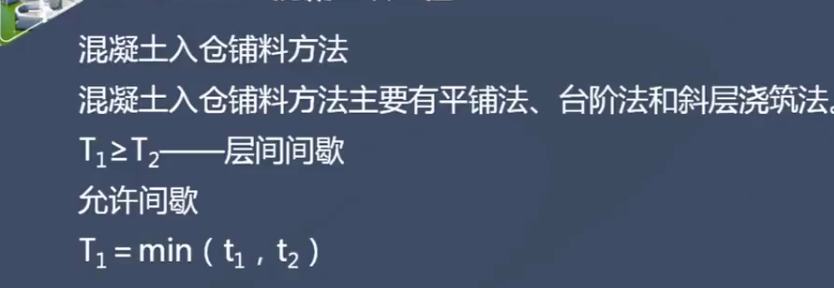 混凝土入仓铺料方法
混凝土入仓铺料方法主要有平铺法、台阶法和斜层浇筑法。
T₁≥T₂——层间间歇
允许间歇
T₁=min（t₁，t₂）